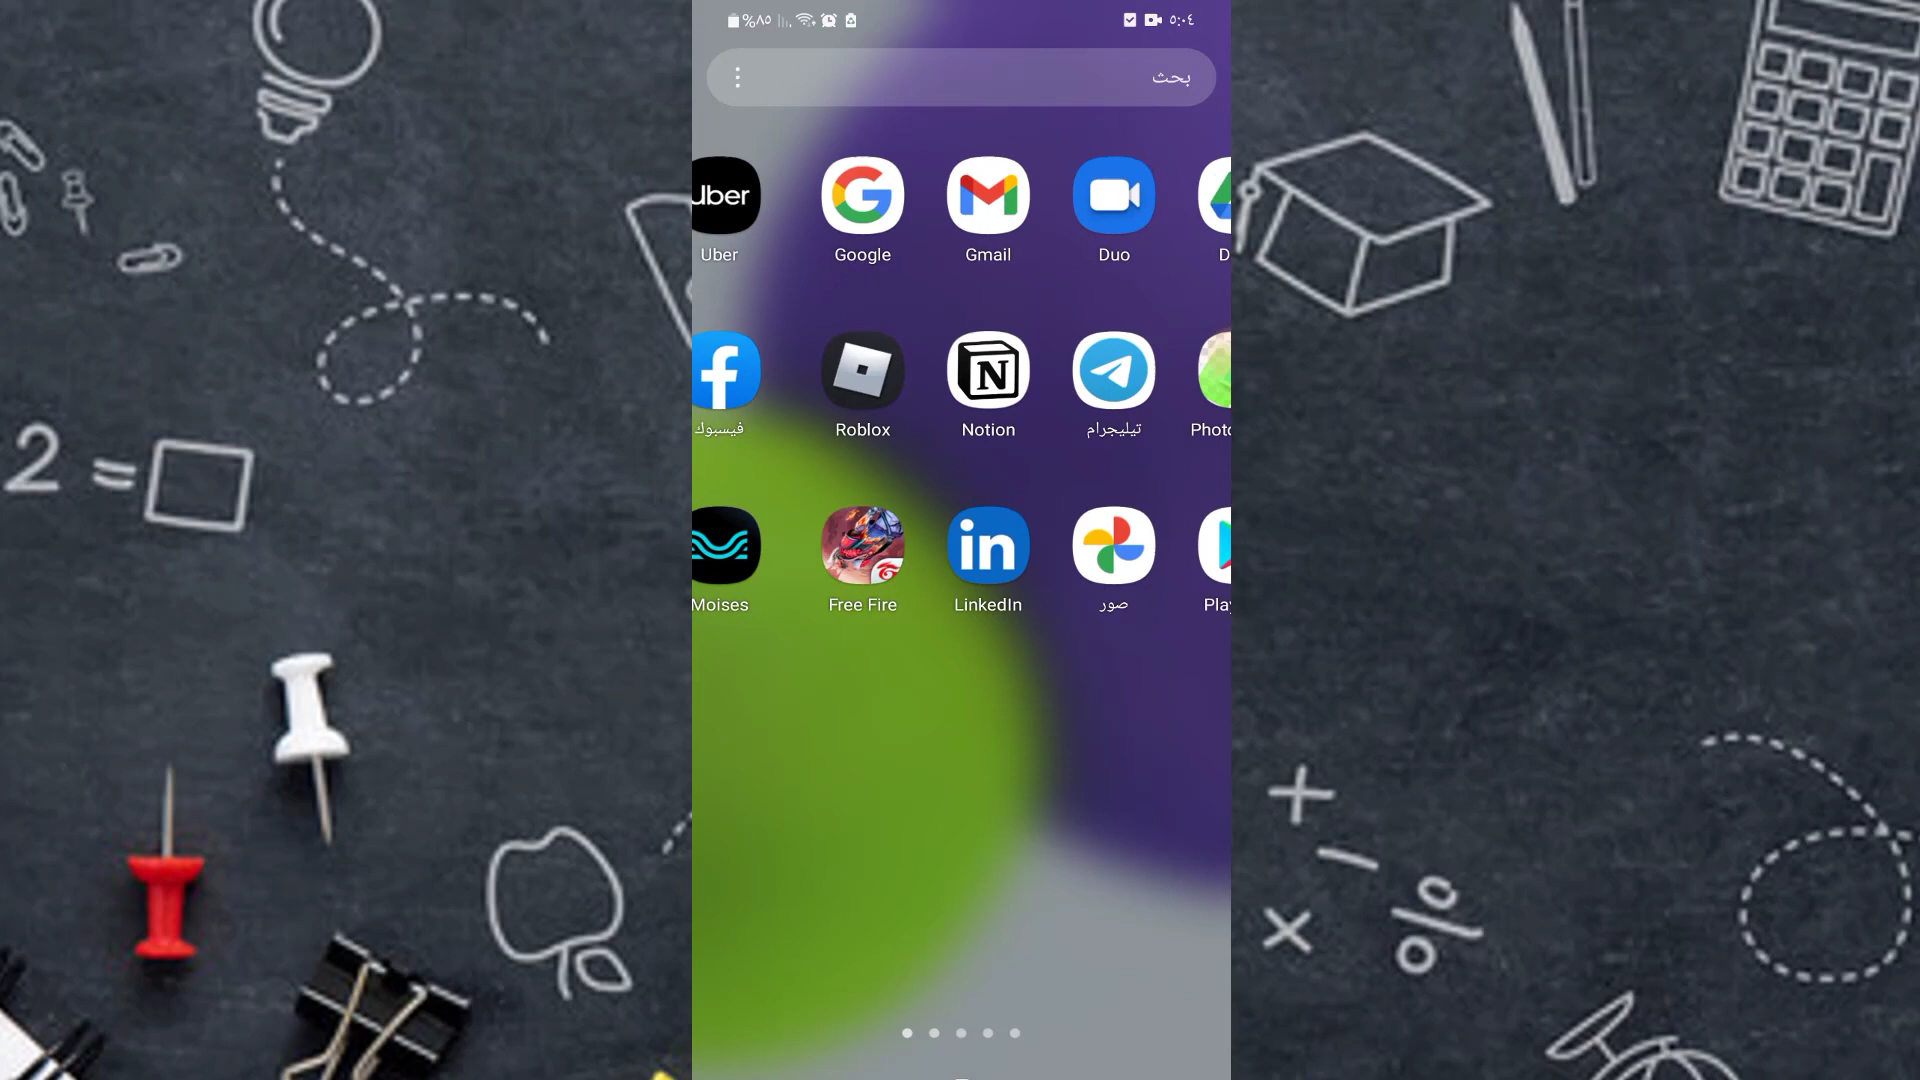 %٨٥ ٥:٠٤
بحث
Uber Google Gmail Duo D
uber
فيسبوك Roblox Notion تيليجرام Photo
N
Moises Free Fire LinkedIn صور Play
in
2 =
+
−
×
%